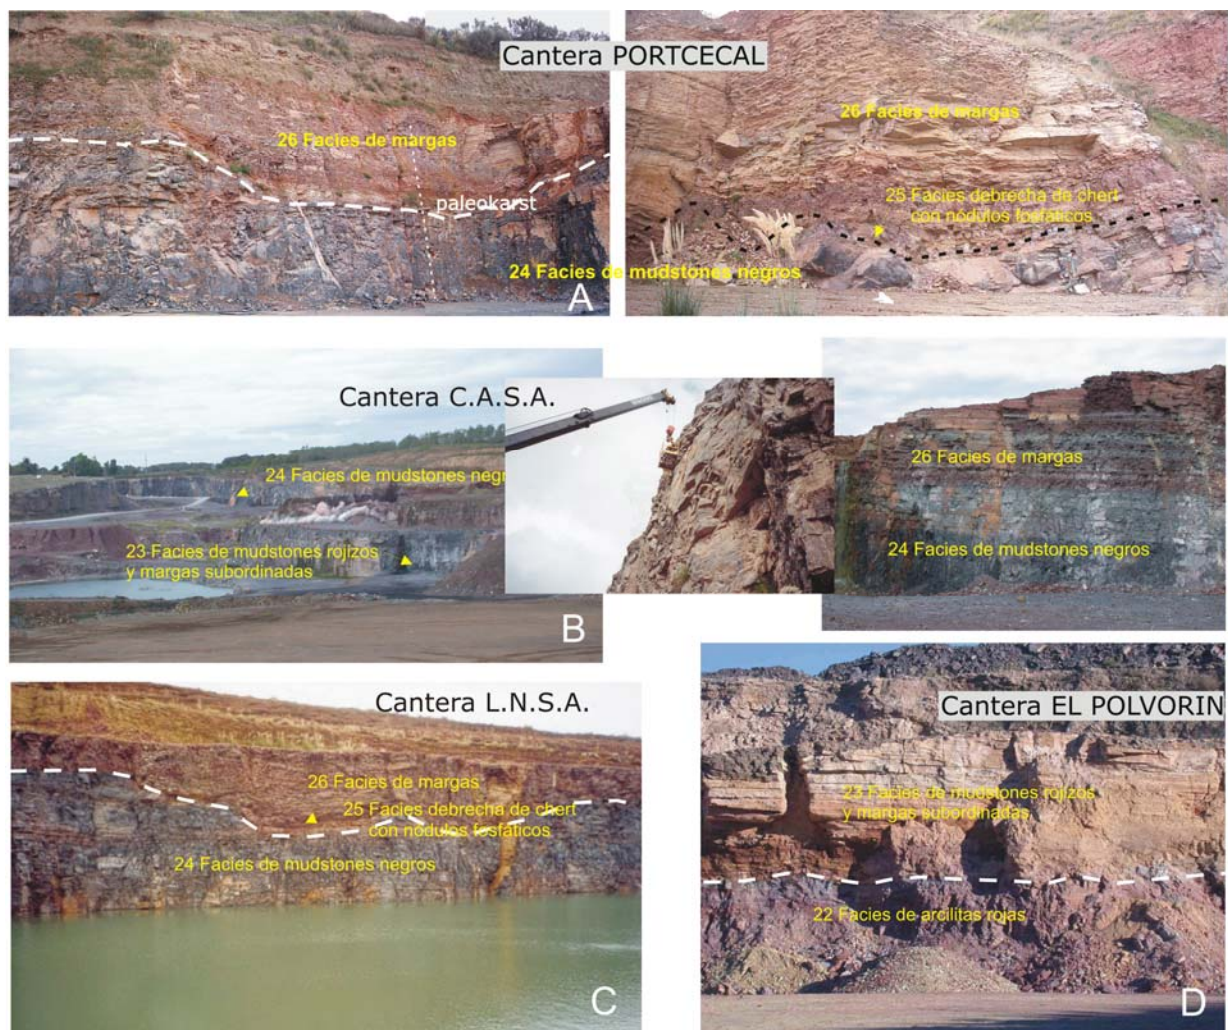 Cantera PORTCECAL
26 Facies de margas
paleokarst
24 Facies de mudstones negros
A
26 Facies de margas
25 Facies debrecha de chert
con nódulos fosfáticos
Cantera C.A.S.A.
24 Facies de mudstones negr
23 Facies de mudstones rojizos
y margas subordinadas
B
26 Facies de margas
24 Facies de mudstones negros
Cantera L.N.S.A.
26 Facies de margas
25 Facies debrecha de chert
con nódulos fosfáticos
24 Facies de mudstones negros
C
Cantera EL POLVORIN
23 Facies de mudstones rojizos
y margas subordinadas
22 Facies de arcilitas rojas
D